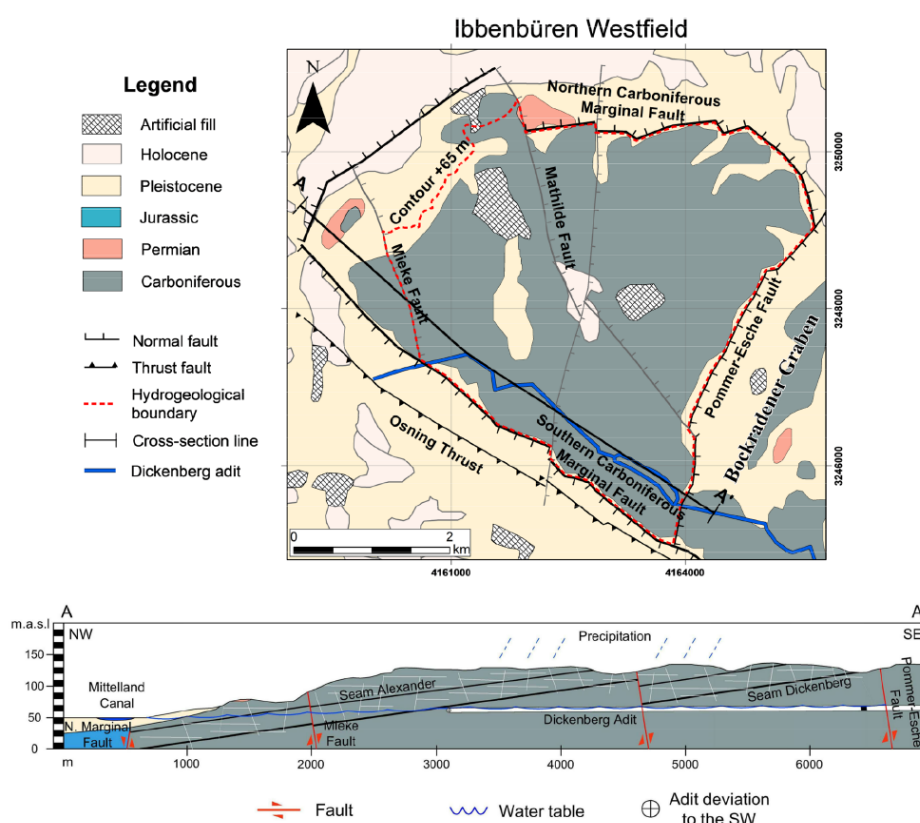 Ibbenbüren Westfield
Legend
Artificial fill
Holocene
Pleistocene
Jurassic
Permian
Carboniferous
Normal fault
Thrust fault
Hydrogeological
boundary
Cross-section line
Dickenberg adit
N
Northern Carboniferous
Marginal Fault
Contour +65 m
A
Mathilde Fault
Mieke Fault
Pommer-Esche Fault
Bockradener Graben
Osning Thrust
Southern Carboniferous
Marginal Fault
A'
0 2
km
3250000
3248000
3246000
4161000 4164000
A A
m.a.s.l
NW SE
Precipitation
150
100
50
0
Mittelland
Canal
Seam Alexander
Seam Dickenberg
N. Marginal
Fault
Mieke
Fault
Dickenberg Adit
Pommer-Esche
Fault
m 1000 2000 3000 4000 5000 6000
Fault
Water table
Adit deviation
to the SW